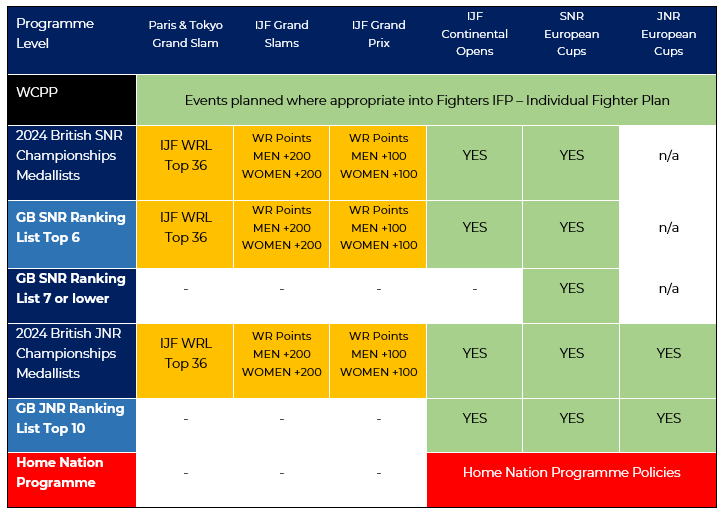 Programme Level
Paris & Tokyo Grand Slam
IJF Grand Slams
IJF Grand Prix
IJF Continental Opens
SNR European Cups
JNR European Cups
WCPP
Events planned where appropriate into Fighters IFP – Individual Fighter Plan
2024 British SNR
Championships
Medallists
IJF WRL
Top 36
WR Points
MEN +200
WOMEN +200
WR Points
MEN +100
WOMEN +100
YES
YES
n/a
GB SNR Ranking
List Top 6
IJF WRL
Top 36
WR Points
MEN +200
WOMEN +200
WR Points
MEN +100
WOMEN +100
YES
YES
n/a
GB SNR Ranking
List 7 or lower
-
-
-
-
YES
n/a
2024 British JNR
Championships
Medallists
IJF WRL
Top 36
WR Points
MEN +200
WOMEN +200
WR Points
MEN +100
WOMEN +100
YES
YES
YES
GB JNR Ranking
List Top 10
-
-
-
YES
YES
YES
Home Nation
Programme
-
-
-
Home Nation Programme Policies